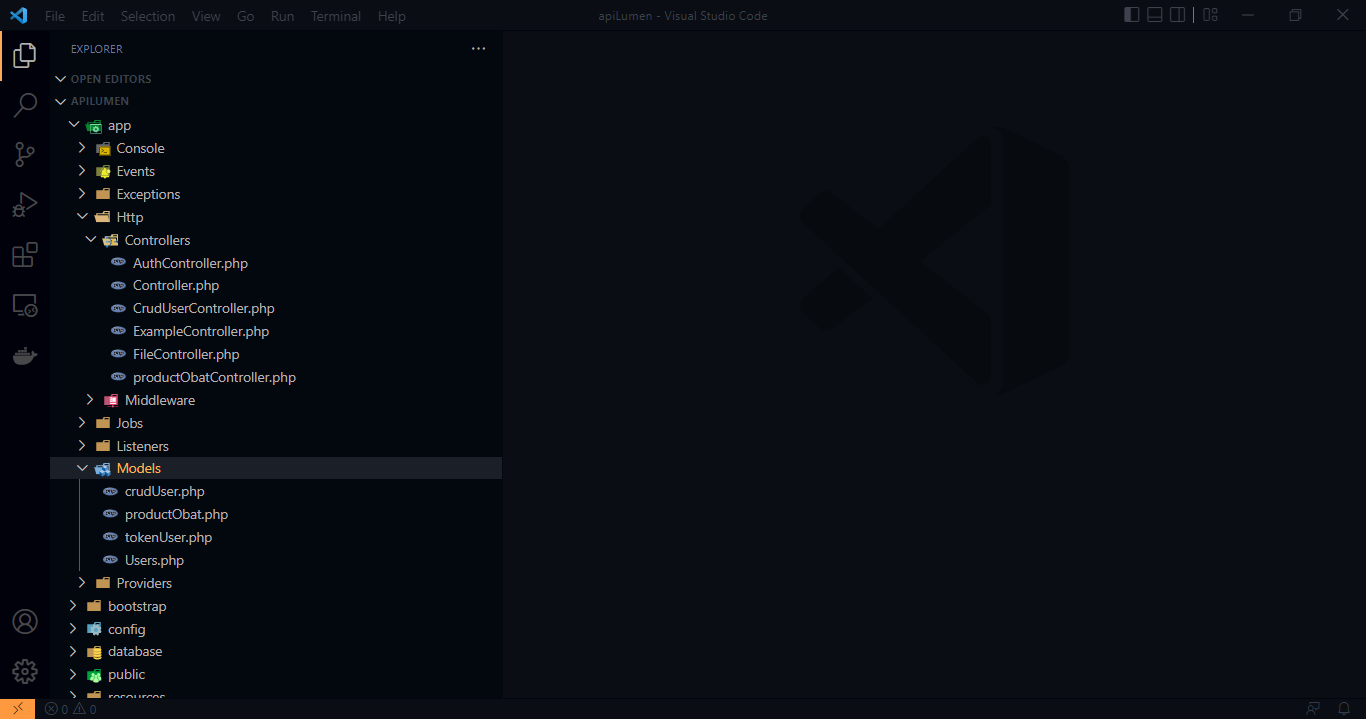 File Edit Selection View Go Run Terminal Help apiLumen - Visual Studio Code
EXPLORER
OPEN EDITORS
APILUMEN
app
Console
Events
Exceptions
Http
Controllers
AuthController.php
Controller.php
CrudUserController.php
ExampleController.php
FileController.php
productObatController.php
Middleware
Jobs
Listeners
Models
crudUser.php
productObat.php
tokenUser.php
Users.php
Providers
bootstrap
config
database
public
resources
0 0